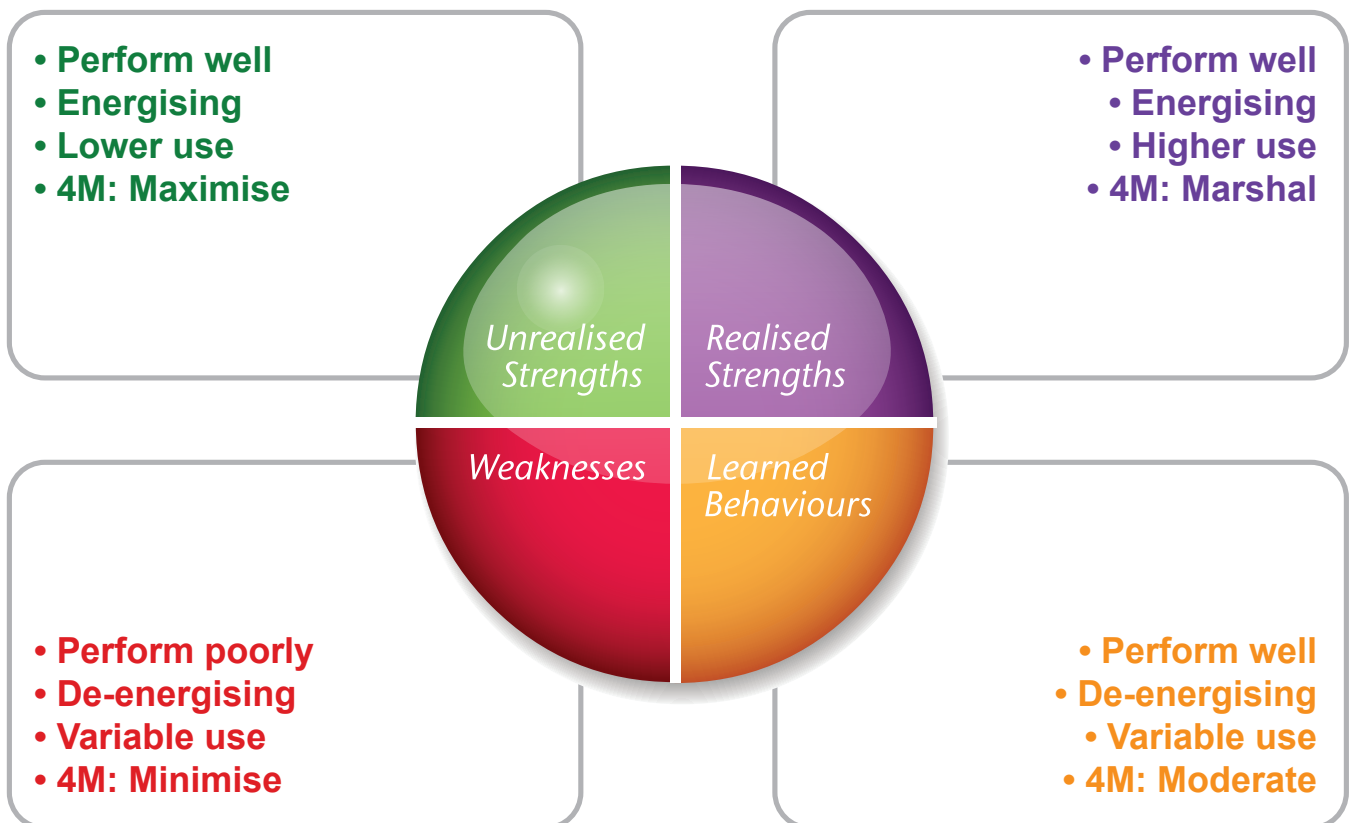 • Perform well
• Energising
• Lower use
• 4M: Maximise
• Perform well
• Energising
• Higher use
• 4M: Marshal
Unrealised
Strengths
Realised
Strengths
Weaknesses
Learned
Behaviours
• Perform poorly
• De-energising
• Variable use
• 4M: Minimise
• Perform well
• De-energising
• Variable use
• 4M: Moderate